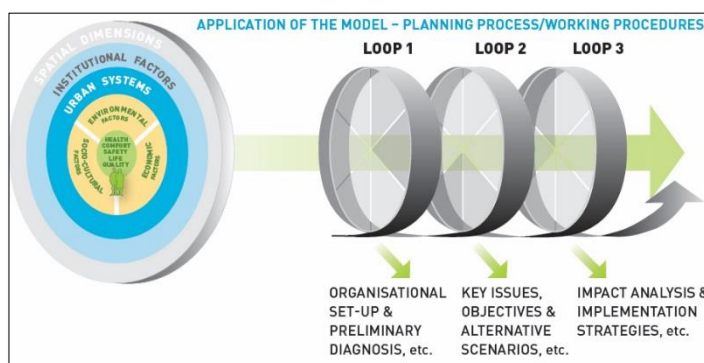 APPLICATION OF THE MODEL – PLANNING PROCESS/WORKING PROCEDURES
SPATIAL DIMENSIONS
INSTITUTIONAL FACTORS
URBAN SYSTEMS
ENVIRONMENTAL
FACTORS
SOCIO-CULTURAL
FACTORS
ECONOMIC
FACTORS
HEALTH
COMFORT
SAFETY
LIFE
QUILLITY
LOOP 1
LOOP 2
LOOP 3
ORGANISATIONAL
SET-UP &
PRELIMINARY
DIAGNOSIS, etc.
KEY ISSUES,
OBJECTIVES &
ALTERNATIVE
SCENARIOS, etc.
IMPACT ANALYSIS &
IMPLEMENTATION
STRATEGIES, etc.